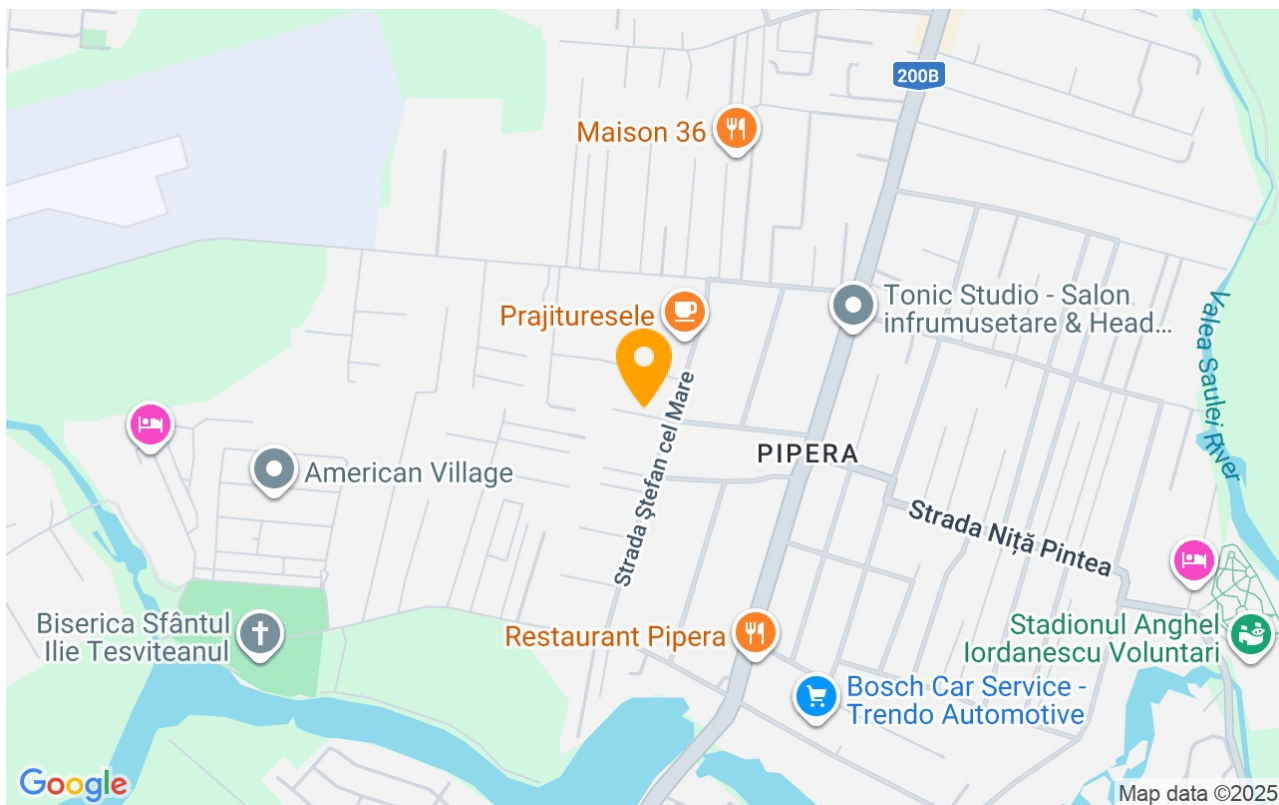 200B
Maison 36
Tonic Studio - Salon
infrumusetare & Head...
Prajituresele
Valea Saulei River
Strada Ștefan cel Mare
PIPERA
American Village
Strada Niță Pintea
Biserica Sfântul
Ilie Tesviteanul
Restaurant Pipera
Stadionul Anghel
Iordanescu Voluntari
Bosch Car Service -
Trendo Automotive
Google
Map data ©2025